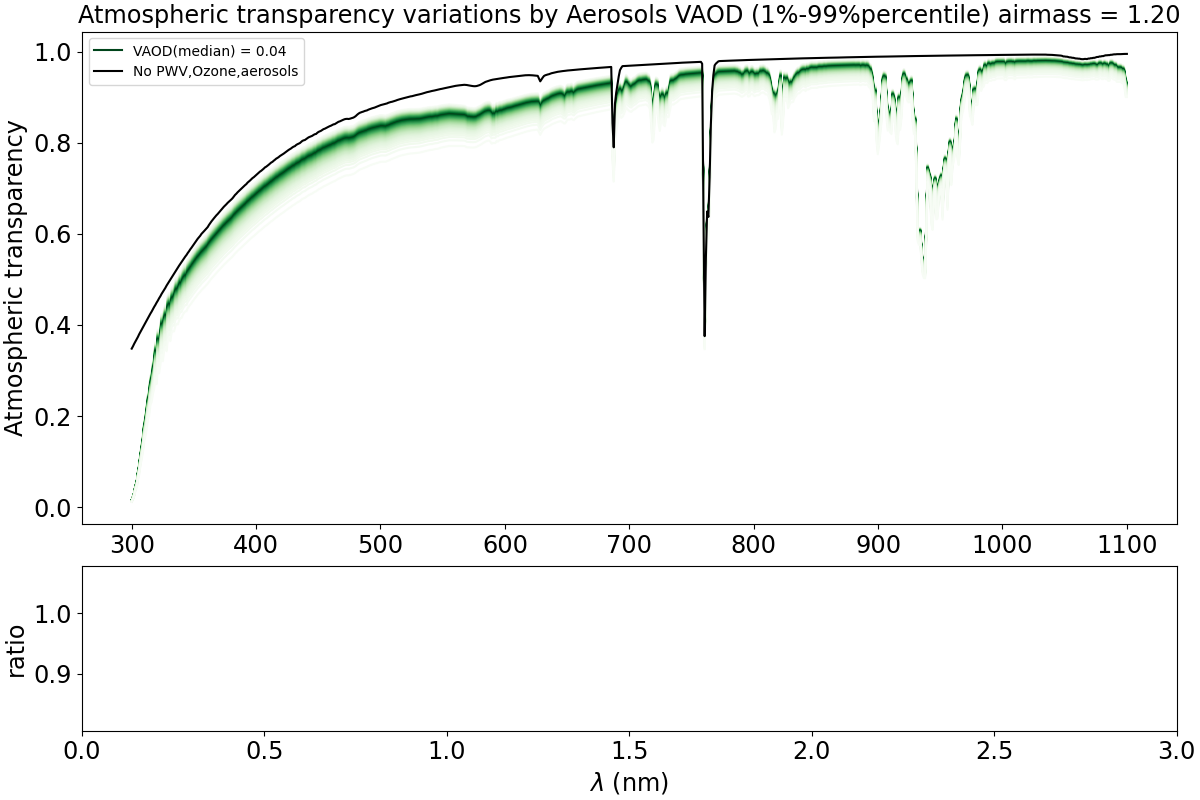 Atmospheric transparency variations by Aerosols VAOD (1%-99%percentile) airmass = 1.20
VAOD(median) = 0.04
No PWV,Ozone,aerosols
Atmospheric transparency
1.0
0.8
0.6
0.4
0.2
0.0
300 400 500 600 700 800 900 1000 1100
ratio
1.0
0.9
0.0 0.5 1.0 1.5 2.0 2.5 3.0
λ (nm)